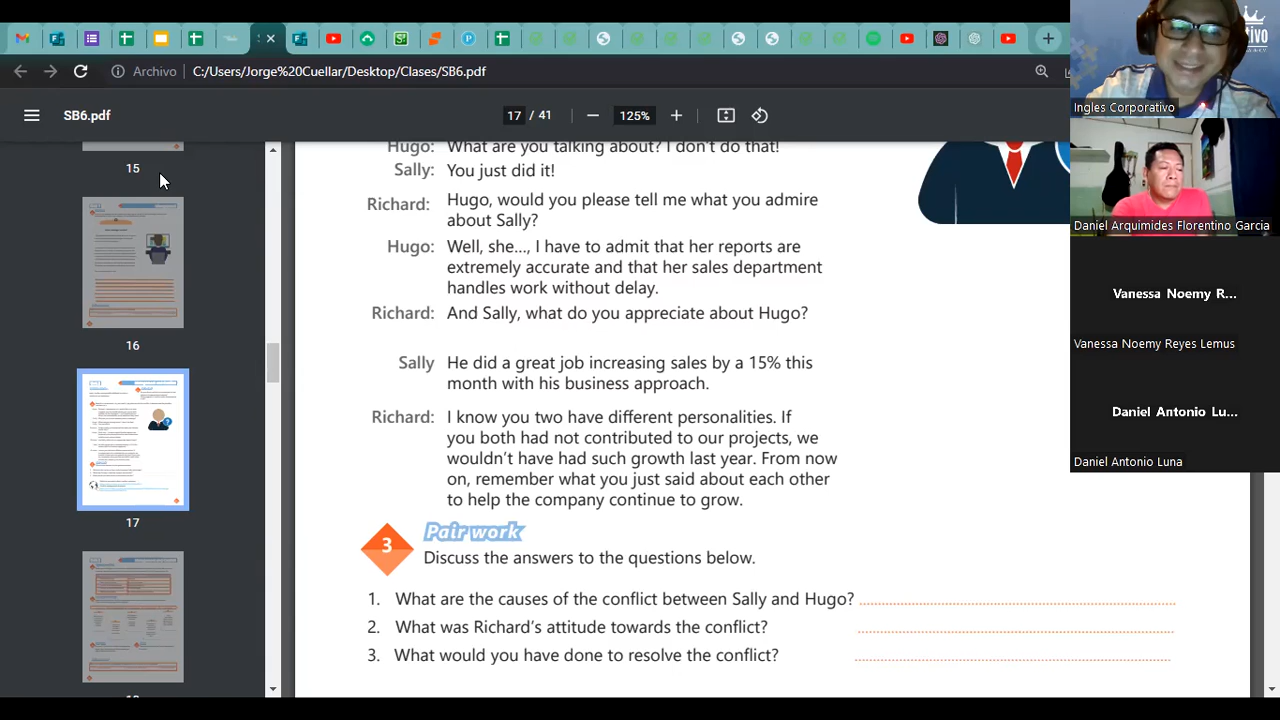 Archivo
C:/Users/Jorge%20Cuellar/Desktop/Clases/SB6.pdf
SB6.pdf
17 / 41
125%
15
16
17
Hugo: What are you talking about? I don't do that!
Sally: You just did it!
Richard: Hugo, would you please tell me what you admire
about Sally?
Hugo: Well, she..., I have to admit that her reports are
extremely accurate and that her sales department
handles work without delay.
Richard: And Sally, what do you appreciate about Hugo?
Sally He did a great job increasing sales by a 15% this
month with his business approach.
Richard: I know you two have different personalities. If
you both had not contributed to our projects, we
wouldn't have had such growth last year. From now
on, remember what you just said about each other
to help the company continue to grow.
3 Pair work
Discuss the answers to the questions below.
1. What are the causes of the conflict between Sally and Hugo?
2. What was Richard's attitude towards the conflict?
3. What would you have done to resolve the conflict?
Ingles Corporativo
Daniel Arquimides Florentino Garcia
Vanessa Noemy R...
Vanessa Noemy Reyes Lemus
Daniel Antonio Lu...
Daniel Antonio Luna